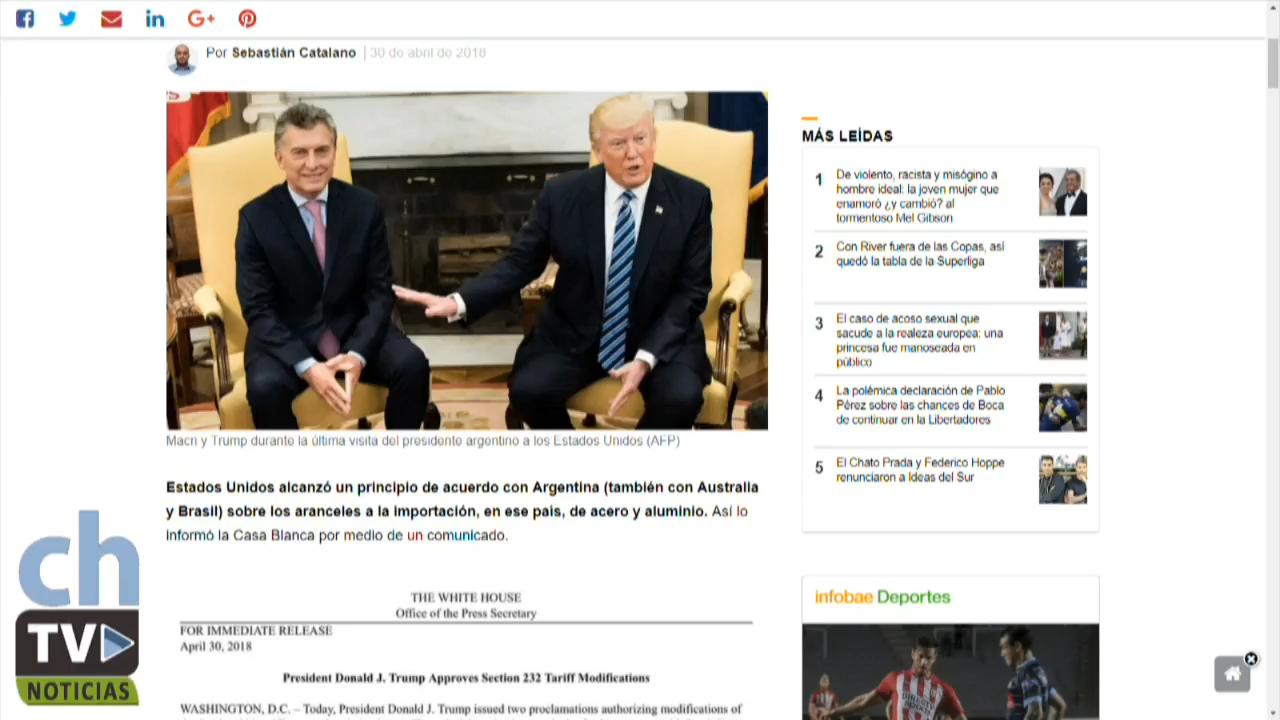 Por Sebastián Catalano | 30 de abril de 2018
Macri y Trump durante la última visita del presidente argentino a los Estados Unidos (AFP)
Estados Unidos alcanzó un principio de acuerdo con Argentina (también con Australia
y Brasil) sobre los aranceles a la importación, en ese país, de acero y aluminio. Así lo
informó la Casa Blanca por medio de un comunicado.
THE WHITE HOUSE
Office of the Press Secretary
FOR IMMEDIATE RELEASE
April 30, 2018
President Donald J. Trump Approves Section 232 Tariff Modifications
WASHINGTON, D.C. – Today, President Donald J. Trump issued two proclamations authorizing modifications of
MÁS LEÍDAS
1
De violento, racista y misógino a
hombre ideal: la joven mujer que
enamoró ¿y cambió? al
tormentoso Mel Gibson
2
Con River fuera de las Copas, así
quedó la tabla de la Superliga
3
El caso de acoso sexual que
sacude a la realeza europea: una
princesa fue manoseada en
público
4
La polémica declaración de Pablo
Pérez sobre las chances de Boca
de continuar en la Libertadores
5
El Chato Prada y Federico Hoppe
renunciaron a Ideas del Sur
infobae Deportes
ch
TV
NOTICIAS